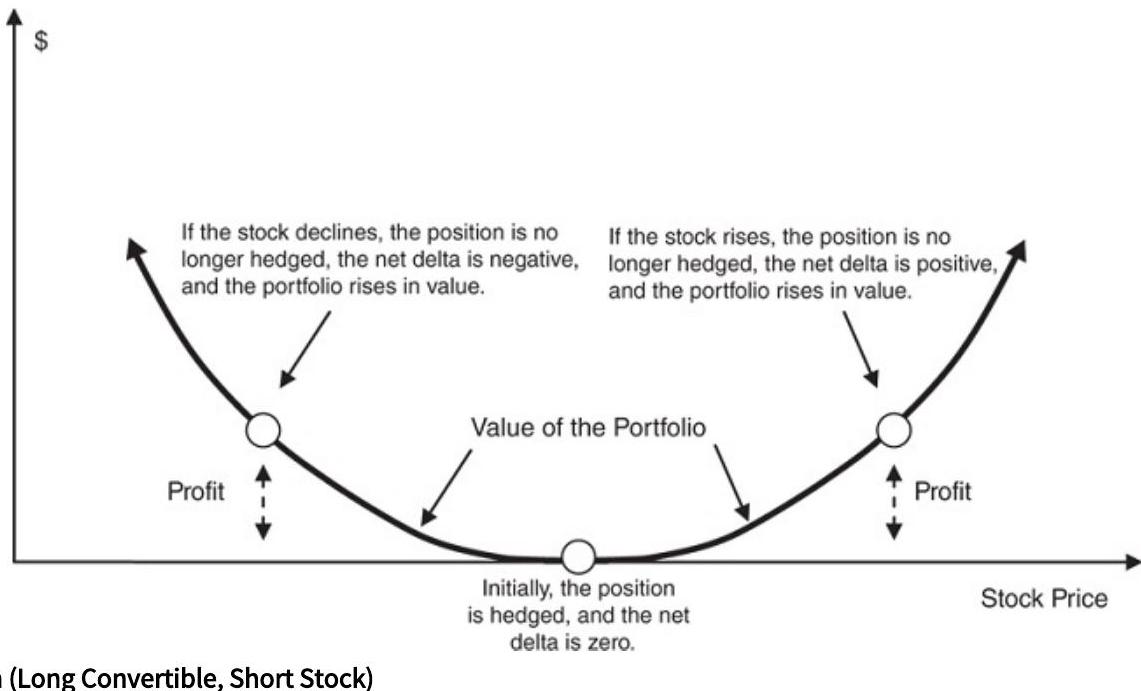 $
If the stock declines, the position is no
longer hedged, the net delta is negative,
and the portfolio rises in value.
If the stock rises, the position is no
longer hedged, the net delta is positive,
and the portfolio rises in value.
Value of the Portfolio
Profit
Profit
Initially, the position
is hedged, and the net
delta is zero.
Stock Price
(Long Convertible, Short Stock)